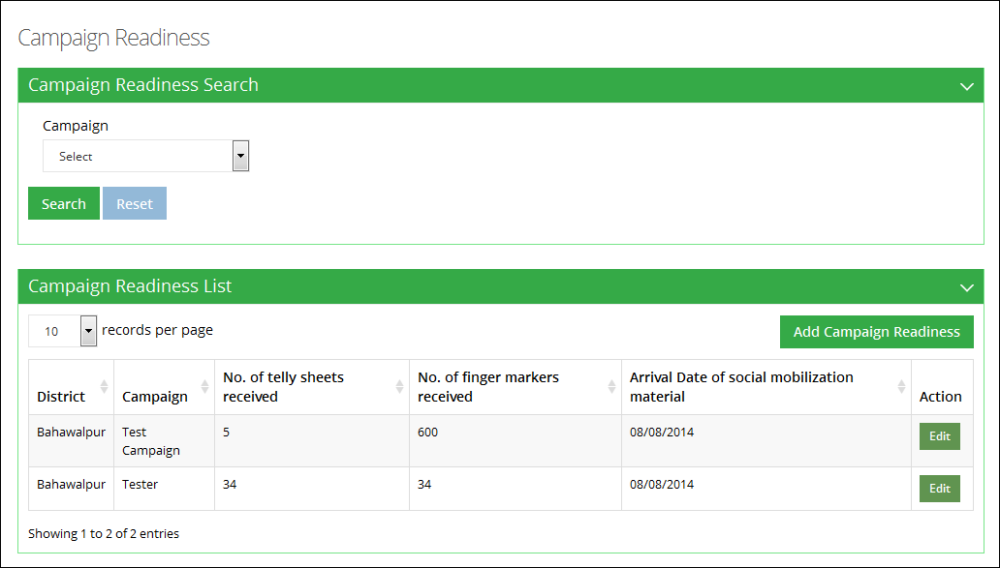 Campaign Readiness
Campaign Readiness Search
Campaign
Select
Search Reset
Campaign Readiness List
10 records per page Add Campaign Readiness
District Campaign No. of telly sheets received No. of finger markers received Arrival Date of social mobilization material Action
Bahawalpur Test Campaign 5 600 08/08/2014 Edit
Bahawalpur Tester 34 34 08/08/2014 Edit
Showing 1 to 2 of 2 entries